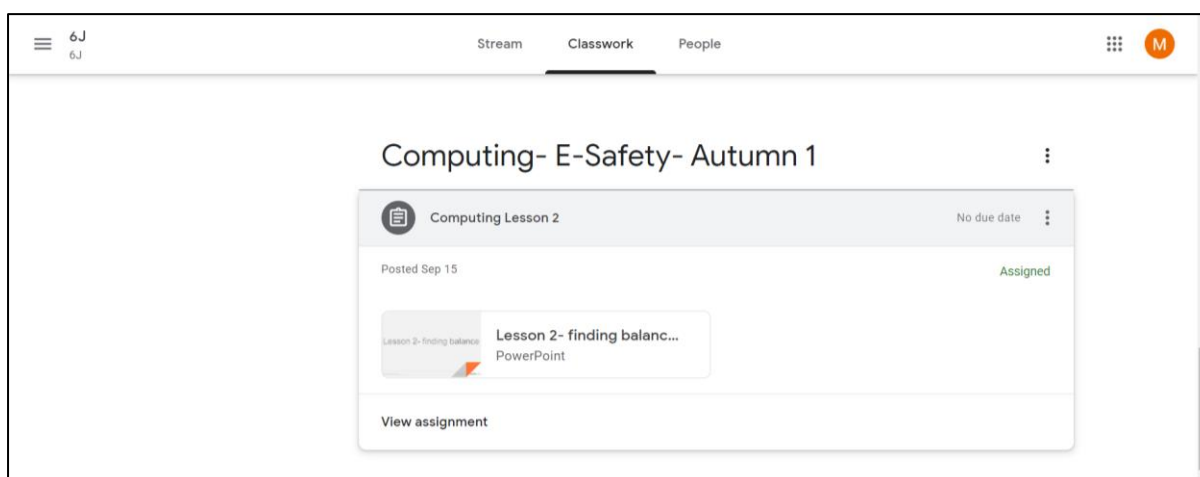 6J
6J
Stream Classwork People
M
Computing- E-Safety- Autumn 1
Computing Lesson 2 No due date
Posted Sep 15 Assigned
Lesson 2- finding balance
Lesson 2- finding balanc...
PowerPoint
View assignment